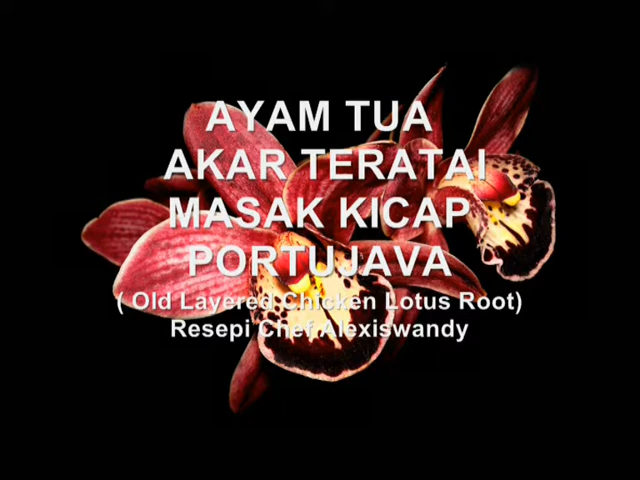 AYAM TUA
AKAR TERATAI
MASAK KICAP
PORTUJAVA
( Old Layered Chicken Lotus Root)
Resepi Chef Alexiswandy